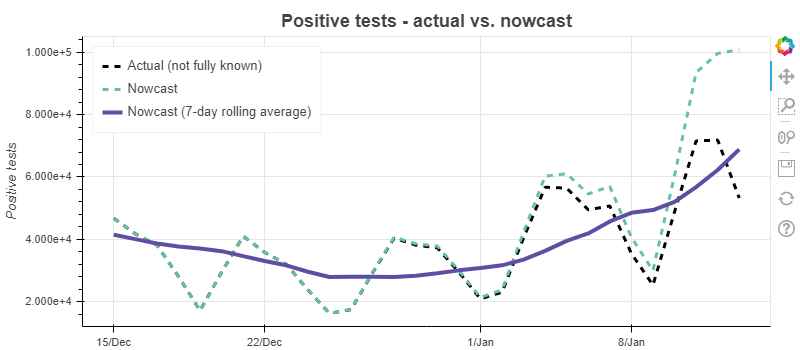 Positive tests - actual vs. nowcast
1.000e+5
8.000e+4
6.000e+4
4.000e+4
2.000e+4
Positive tests
Actual (not fully known)
Nowcast
Nowcast (7-day rolling average)
15/Dec
22/Dec
1/Jan
8/Jan